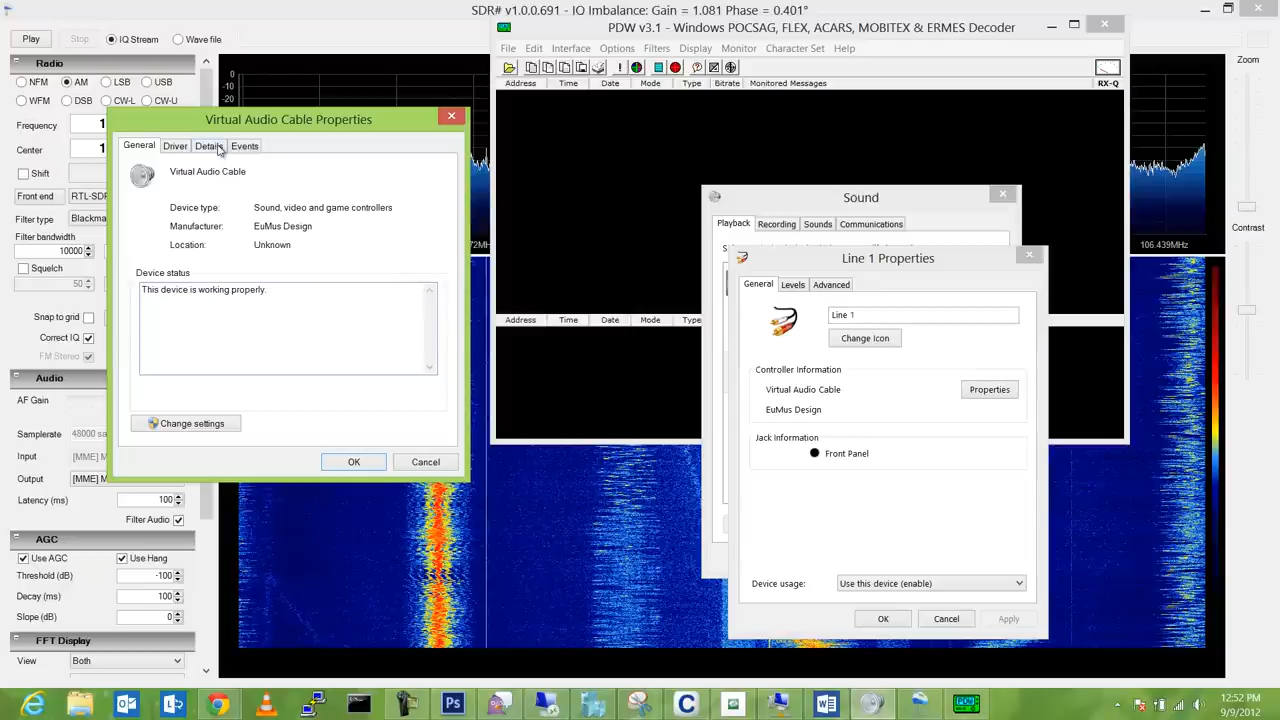 SDR# v1.0.0.691 - IO Imbalance: Gain = 1.081 Phase = 0.401°
Play
Stop
IQ Stream
Wave file
Radio
NFM AM LSB USB
WFM DSB CW-L CW-U
Frequency 1
Center 1
Shift
Front end RTL-SDR
Filter type Blackma
Filter bandwidth
10000
Squelch
50
Snap to grid
Correct IQ
FM Stereo
Audio
AF Gain
Samplerate 48000 sa
Input [MME] M
Output [MME] M
Latency (ms) 100
Filter Audio
AGC
Use AGC Use Hang
Threshold (dB) -100
Decay (ms) 100
Slope (dB) 0
FFT Display
View Both
0
-10
-20
106.439MHz
Zoom
Contrast
PDW v3.1 - Windows POCSAG, FLEX, ACARS, MOBITEX & ERMES Decoder
File Edit Interface Options Filters Display Monitor Character Set Help
Address Time Date Mode Type Bitrate Monitored Messages RX-Q
Address Time Date Mode Type
Virtual Audio Cable Properties
General Driver Details Events
Virtual Audio Cable
Device type: Sound, video and game controllers
Manufacturer: EuMus Design
Location: Unknown
Device status
This device is working properly.
Change settings
OK Cancel
Sound
Playback Recording Sounds Communications
Line 1 Properties
General Levels Advanced
Line 1
Change Icon
Controller Information
Virtual Audio Cable Properties
EuMus Design
Jack Information
Front Panel
Device usage: Use this device (enable)
OK Cancel Apply
12:52 PM
9/9/2012